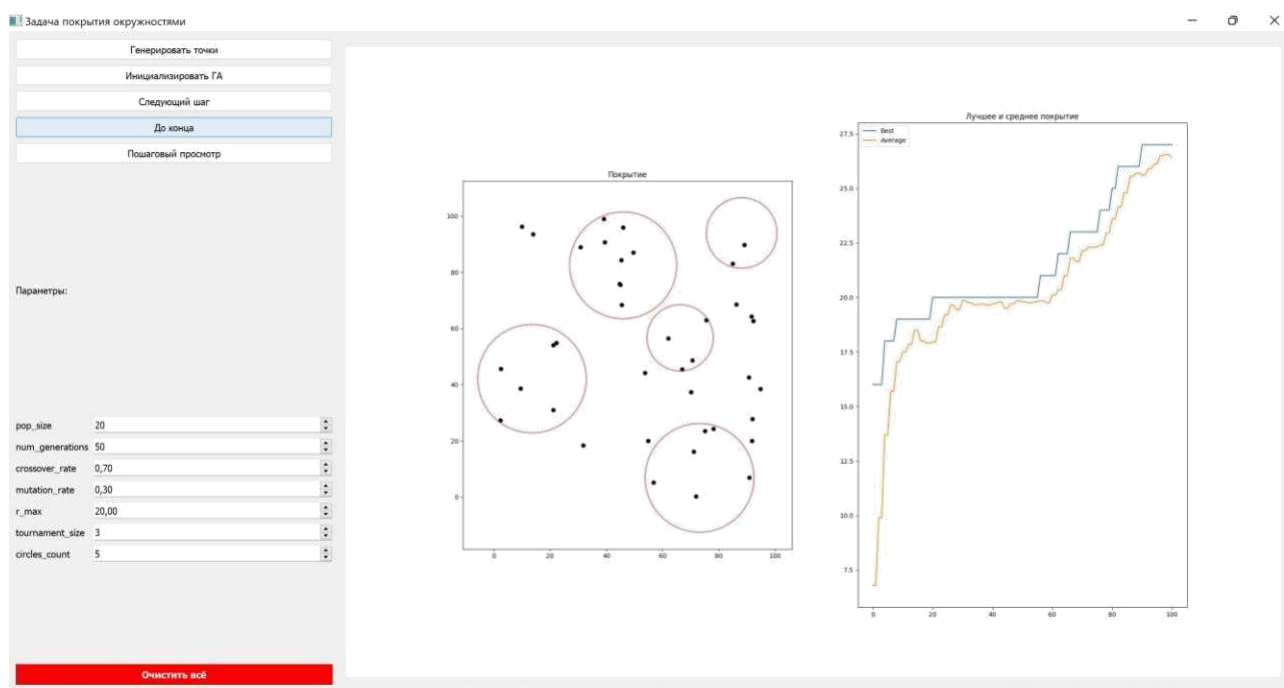 Задача покрытия окружностями
Генерировать точки
Инициализировать ГА
Следующий шаг
До конца
Пошаговый просмотр
Параметры:
pop_size 20
num_generations 50
crossover_rate 0,70
mutation_rate 0,30
r_max 20,00
tournament_size 3
circles_count 5
Очистить всё
Покрытие
100
80
60
40
20
0
0 20 40 60 80 100
Лучшее и среднее покрытие
Best
Average
27.5
25.0
22.5
20.0
17.5
15.0
12.5
10.0
7.5
0 20 40 60 80 100